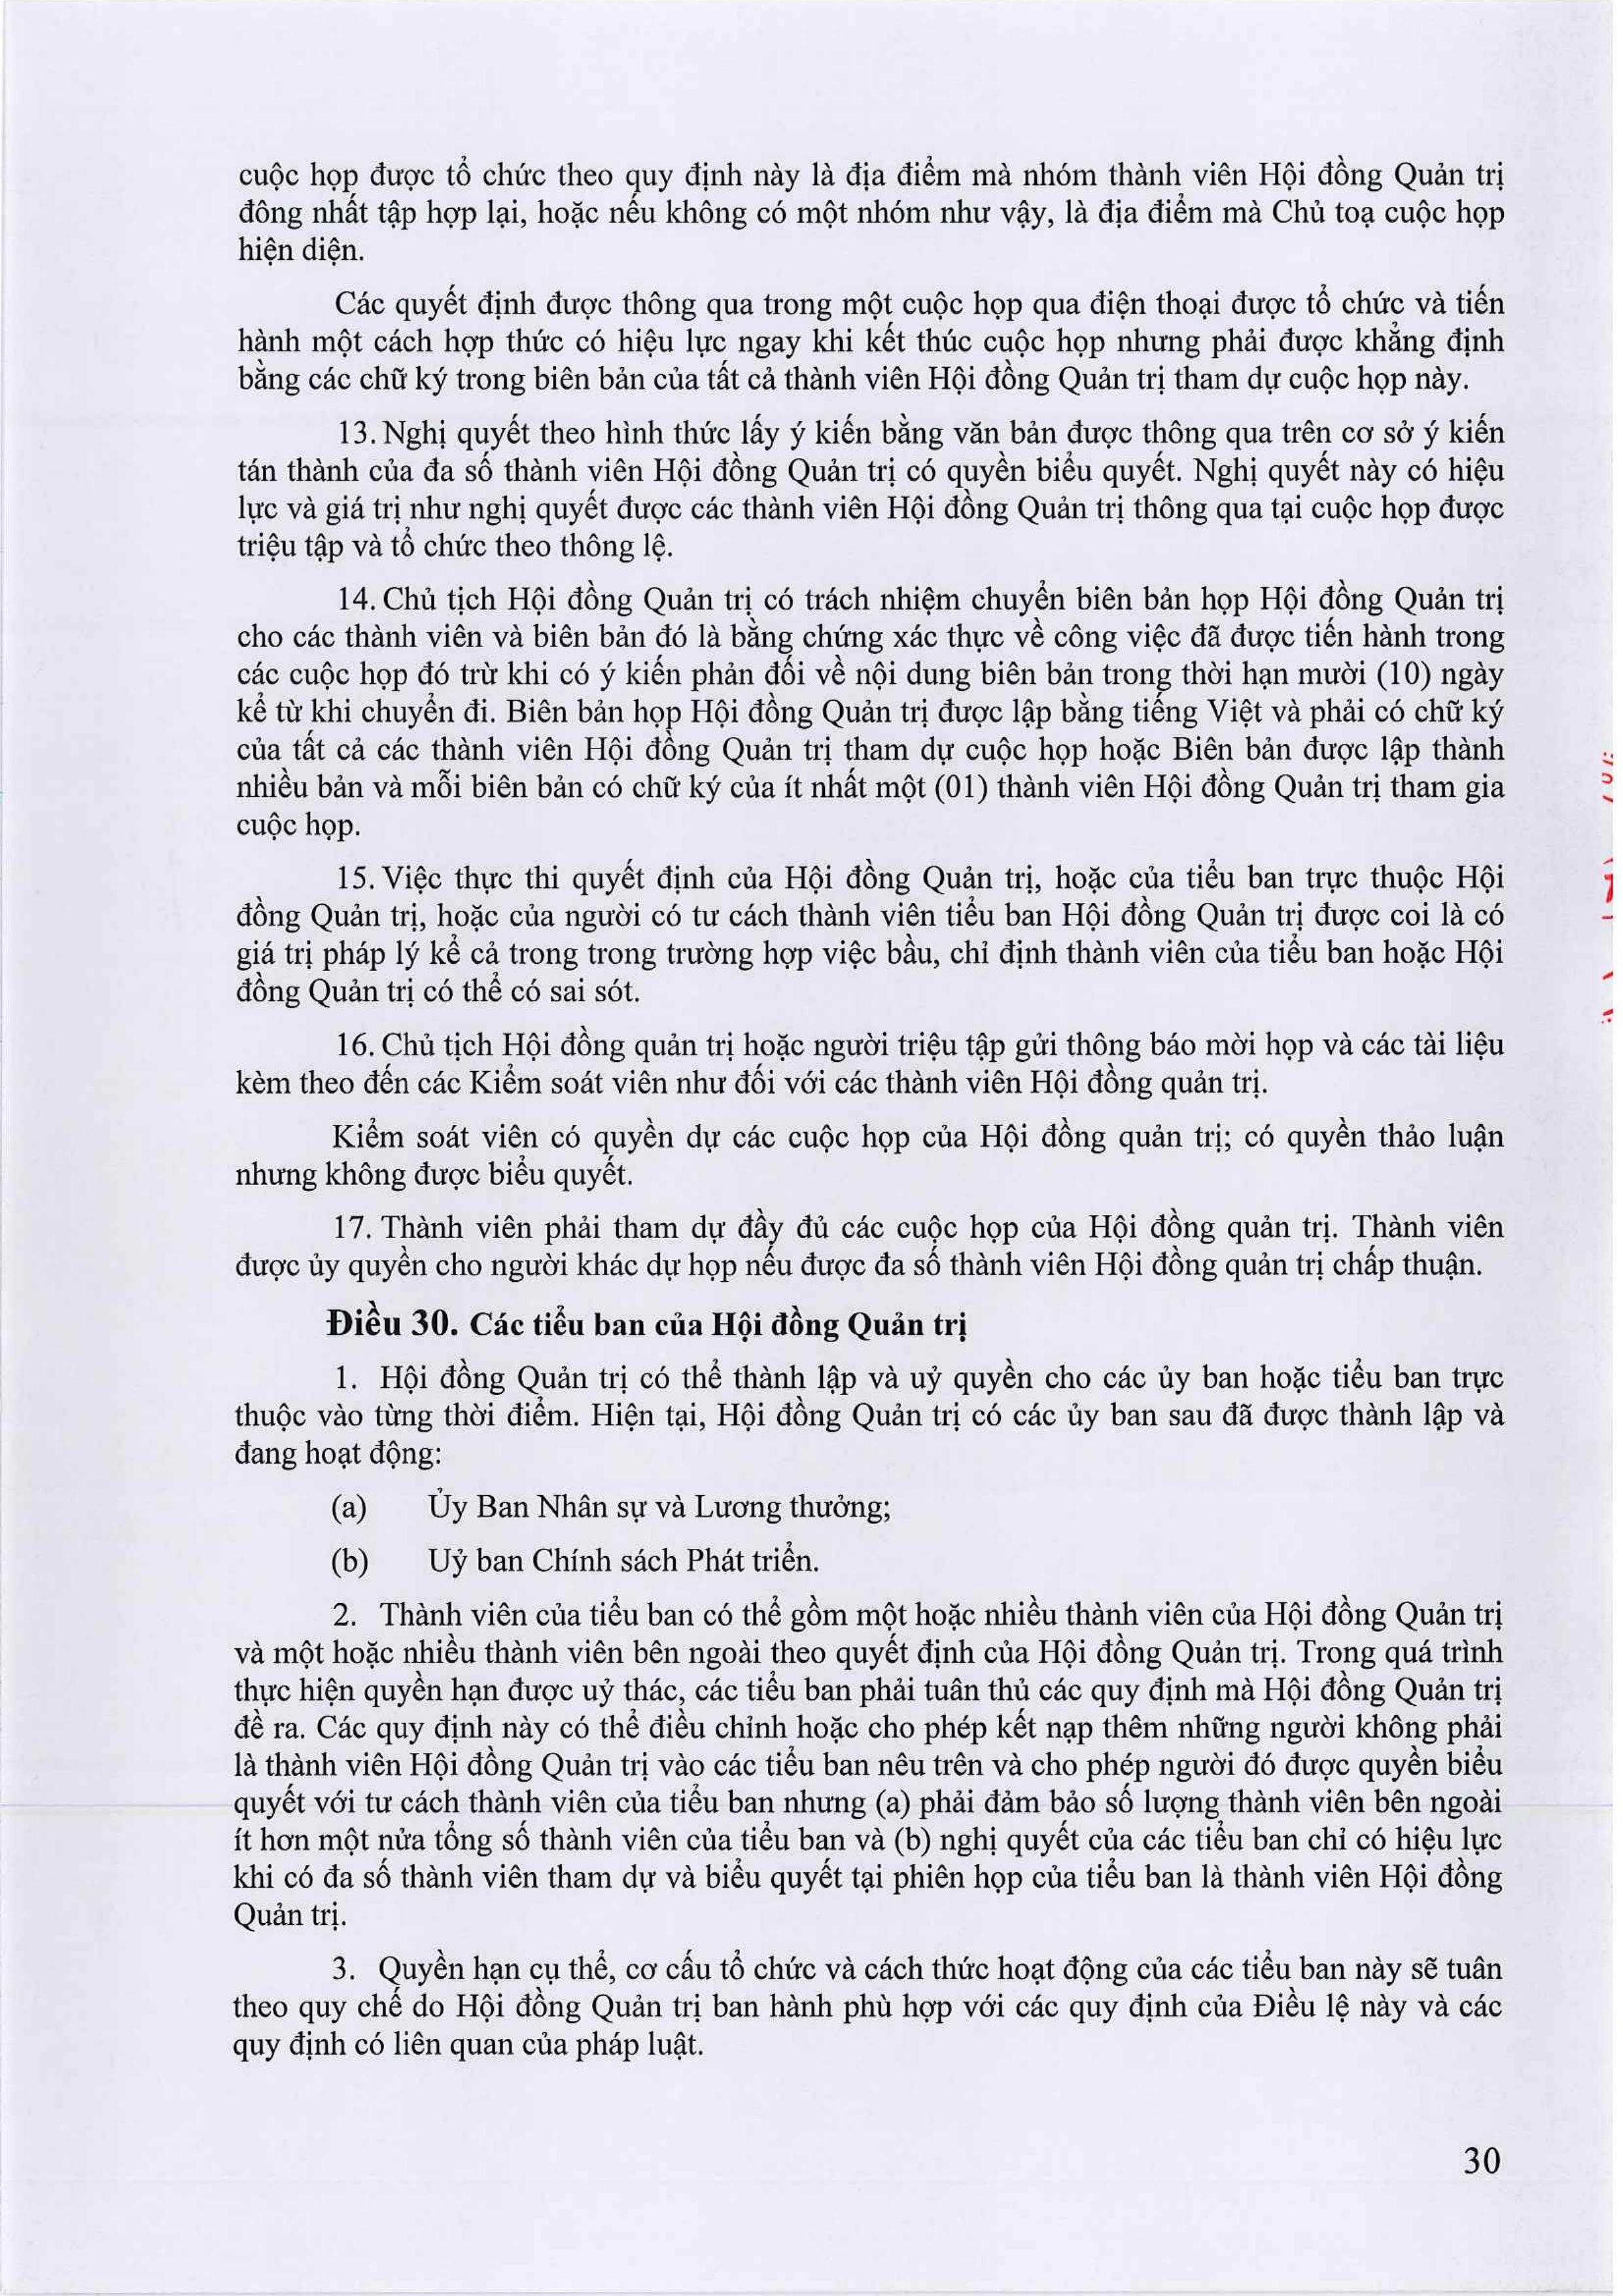 cuộc họp được tổ chức theo quy định này là địa điểm mà nhóm thành viên Hội đồng Quản trị
đông nhất tập hợp lại, hoặc nếu không có một nhóm như vậy, là địa điểm mà Chủ toạ cuộc họp
hiện diện.
Các quyết định được thông qua trong một cuộc họp qua điện thoại được tổ chức và tiến
hành một cách hợp thức có hiệu lực ngay khi kết thúc cuộc họp nhưng phải được khẳng định
bằng các chữ ký trong biên bản của tất cả thành viên Hội đồng Quản trị tham dự cuộc họp này.
13. Nghị quyết theo hình thức lấy ý kiến bằng văn bản được thông qua trên cơ sở ý kiến
tán thành của đa số thành viên Hội đồng Quản trị có quyền biểu quyết. Nghị quyết này có hiệu
lực và giá trị như nghị quyết được các thành viên Hội đồng Quản trị thông qua tại cuộc họp được
triệu tập và tổ chức theo thông lệ.
14. Chủ tịch Hội đồng Quản trị có trách nhiệm chuyển biên bản họp Hội đồng Quản trị
cho các thành viên và biên bản đó là bằng chứng xác thực về công việc đã được tiến hành trong
các cuộc họp đó trừ khi có ý kiến phản đối về nội dung biên bản trong thời hạn mười (10) ngày
kể từ khi chuyển đi. Biên bản họp Hội đồng Quản trị được lập bằng tiếng Việt và phải có chữ ký
của tất cả các thành viên Hội đồng Quản trị tham dự cuộc họp hoặc Biên bản được lập thành
nhiều bản và mỗi biên bản có chữ ký của ít nhất một (01) thành viên Hội đồng Quản trị tham gia
cuộc họp.
15. Việc thực thi quyết định của Hội đồng Quản trị, hoặc của tiểu ban trực thuộc Hội
đồng Quản trị, hoặc của người có tư cách thành viên tiểu ban Hội đồng Quản trị được coi là có
giá trị pháp lý kể cả trong trong trường hợp việc bầu, chỉ định thành viên của tiểu ban hoặc Hội
đồng Quản trị có thể có sai sót.
16. Chủ tịch Hội đồng quản trị hoặc người triệu tập gửi thông báo mời họp và các tài liệu
kèm theo đến các Kiểm soát viên như đối với các thành viên Hội đồng quản trị.
Kiểm soát viên có quyền dự các cuộc họp của Hội đồng quản trị; có quyền thảo luận
nhưng không được biểu quyết.
17. Thành viên phải tham dự đầy đủ các cuộc họp của Hội đồng quản trị. Thành viên
được ủy quyền cho người khác dự họp nếu được đa số thành viên Hội đồng quản trị chấp thuận.
Điều 30. Các tiểu ban của Hội đồng Quản trị
1. Hội đồng Quản trị có thể thành lập và uỷ quyền cho các ủy ban hoặc tiểu ban trực
thuộc vào từng thời điểm. Hiện tại, Hội đồng Quản trị có các ủy ban sau đã được thành lập và
đang hoạt động:
(a) Ủy Ban Nhân sự và Lương thưởng;
(b) Uỷ ban Chính sách Phát triển.
2. Thành viên của tiểu ban có thể gồm một hoặc nhiều thành viên của Hội đồng Quản trị
và một hoặc nhiều thành viên bên ngoài theo quyết định của Hội đồng Quản trị. Trong quá trình
thực hiện quyền hạn được uỷ thác, các tiểu ban phải tuân thủ các quy định mà Hội đồng Quản trị
đề ra. Các quy định này có thể điều chỉnh hoặc cho phép kết nạp thêm những người không phải
là thành viên Hội đồng Quản trị vào các tiểu ban nêu trên và cho phép người đó được quyền biểu
quyết với tư cách thành viên của tiểu ban nhưng (a) phải đảm bảo số lượng thành viên bên ngoài
ít hơn một nửa tổng số thành viên của tiểu ban và (b) nghị quyết của các tiểu ban chỉ có hiệu lực
khi có đa số thành viên tham dự và biểu quyết tại phiên họp của tiểu ban là thành viên Hội đồng
Quản trị.
3. Quyền hạn cụ thể, cơ cấu tổ chức và cách thức hoạt động của các tiểu ban này sẽ tuân
theo quy chế do Hội đồng Quản trị ban hành phù hợp với các quy định của Điều lệ này và các
quy định có liên quan của pháp luật.
30